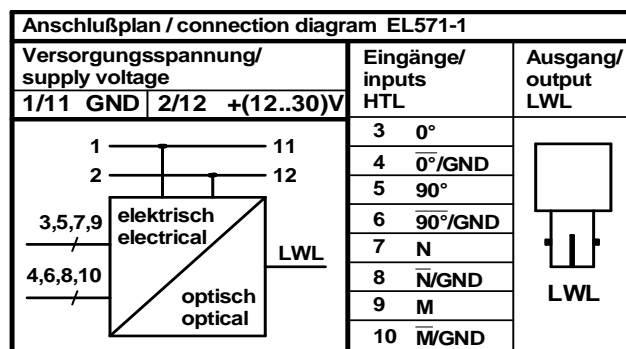 Anschlußplan / connection diagram EL571-1
Versorgungsspannung/
supply voltage
1/11 GND 2/12 +(12..30)V
Eingänge/
inputs
HTL
Ausgang/
output
LWL
1 11
2 12
3,5,7,9
4,6,8,10
elektrisch
electrical
optisch
optical
LWL
3 0°
4 0̅°̅/GND
5 90°
6 9̅0̅°̅/GND
7 N
8 N̅/GND
9 M
10 M̅/GND
LWL